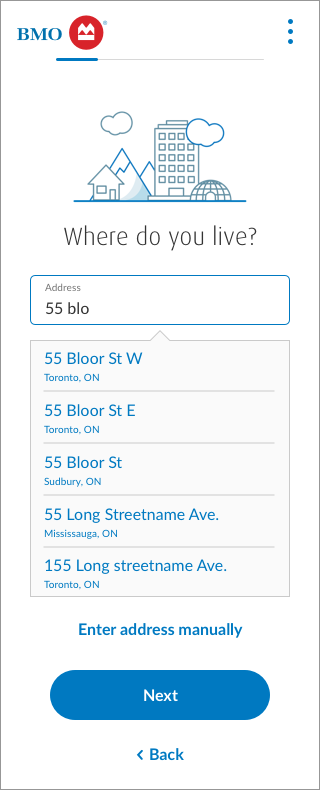 BMO
Where do you live?
Address
55 blo
55 Bloor St W
Toronto, ON
55 Bloor St E
Toronto, ON
55 Bloor St
Sudbury, ON
55 Long Streetname Ave.
Mississauga, ON
155 Long streetname Ave.
Toronto, ON
Enter address manually
Next
Back